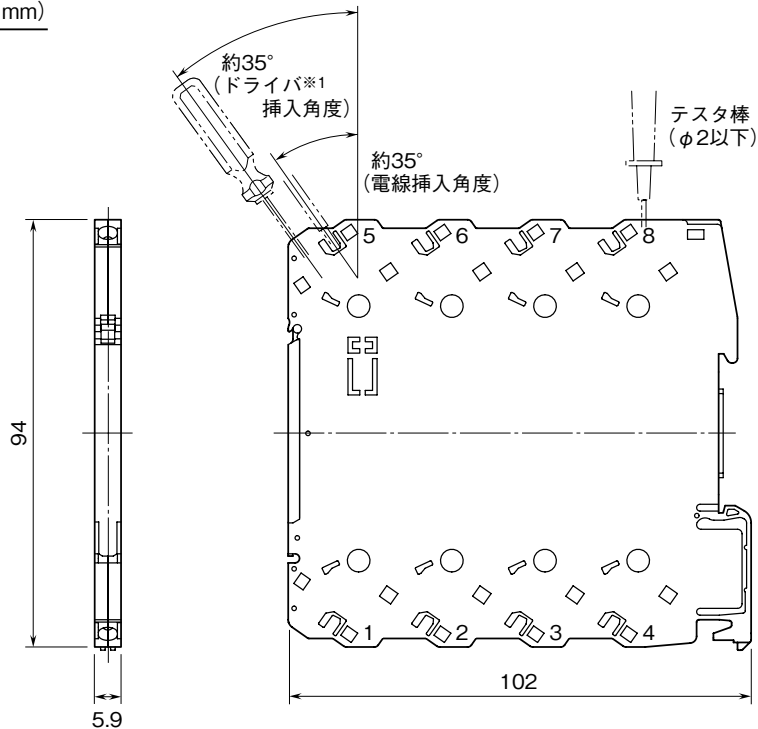 mm)
約35°
（ドライバ※1
挿入角度）
約35°
（電線挿入角度）
テスタ棒
（φ2以下）
5
6
7
8
94
1
2
3
4
102
5.9